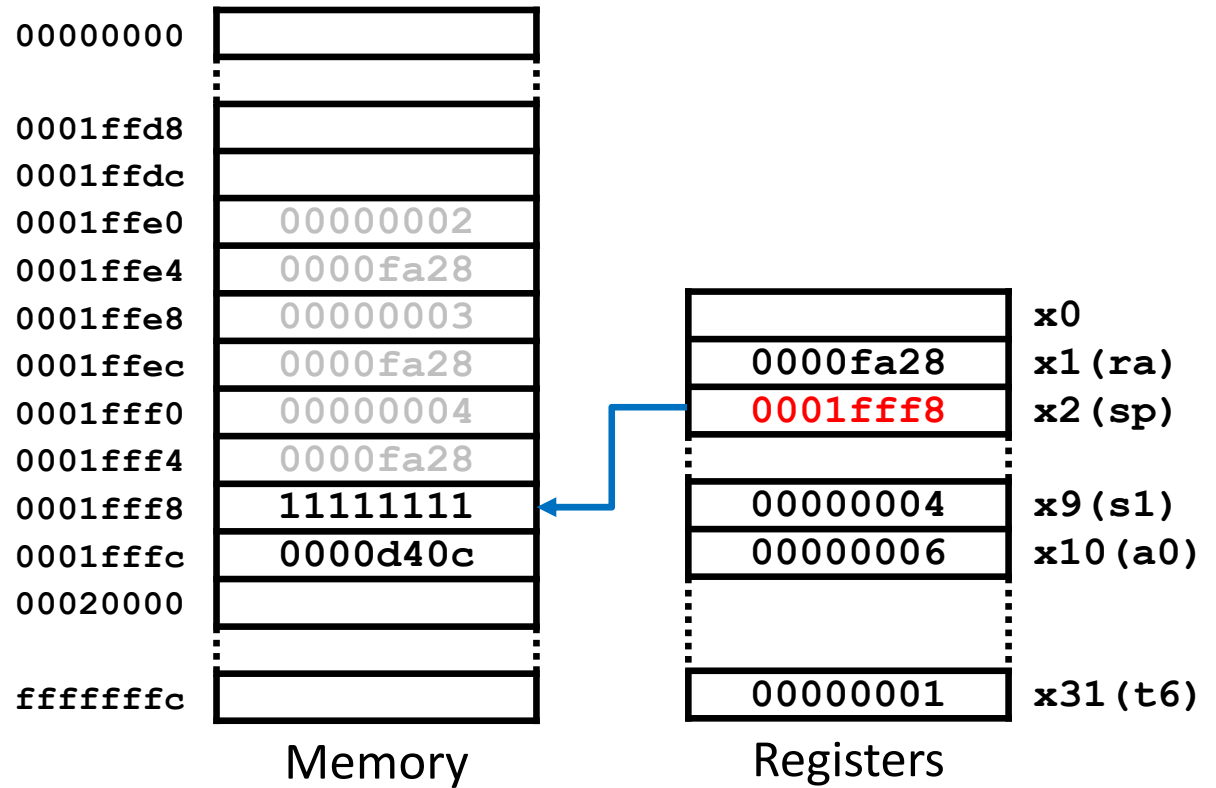 00000000
0001ffd8
0001ffdc
0001ffe0 00000002
0001ffe4 0000fa28
0001ffe8 00000003 x0
0001ffec 0000fa28 0000fa28 x1(ra)
0001fff0 00000004 0001fff8 x2(sp)
0001fff4 0000fa28
0001fff8 11111111 00000004 x9(s1)
0001fffc 0000d40c 00000006 x10(a0)
00020000
fffffffc 00000001 x31(t6)
Memory Registers